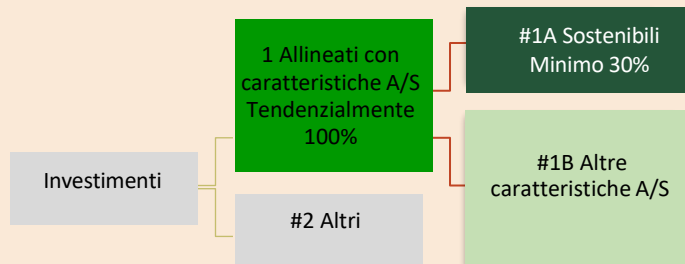 Investimenti
1 Allineati con
caratteristiche A/S
Tendenzialmente
100%
#2 Altri
#1A Sostenibili
Minimo 30%
#1B Altre
caratteristiche A/S